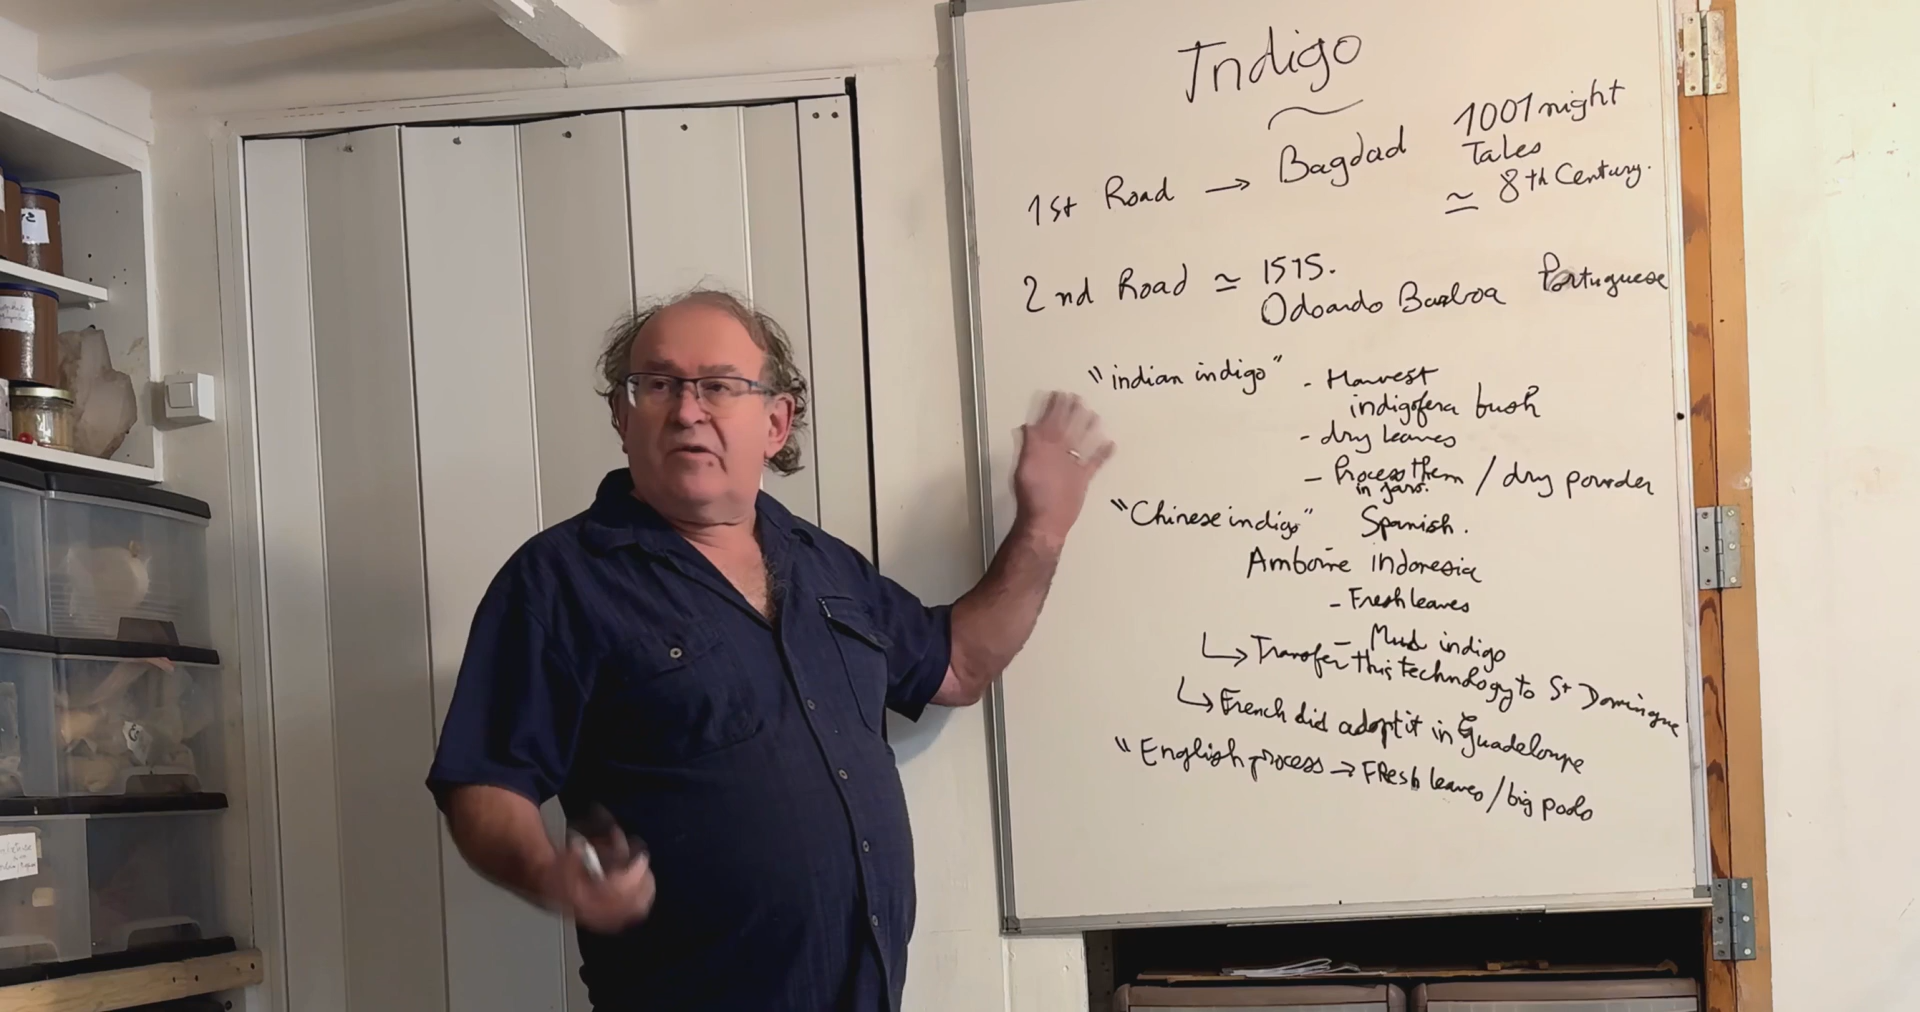 Indigo
1st Road → Bagdad
1001 night
Tales
≃ 8th Century.
2nd Road ≃ 1515.
Odoardo Barboa Portuguese
"indian indigo" - Harvest
indigofera bush
- dry leaves
- Process them / dry powder
in jars.
"Chinese indigo" Spanish.
Amboine indonesia
- Fresh leaves
- Mud indigo
↳ Transfer this technology to St Domingue
↳ French did adopt it in Guadeloupe
"English process → FResh leaves / big pools